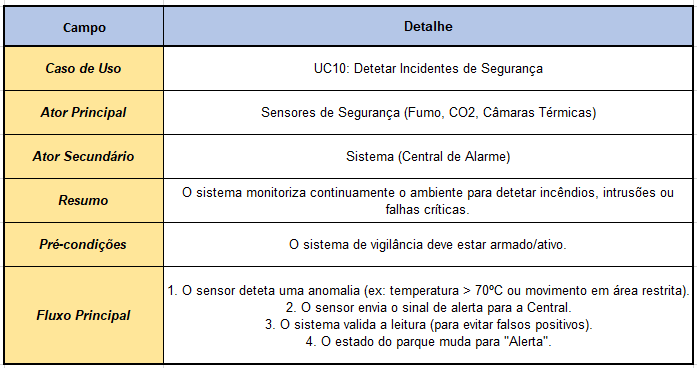 Campo Detalhe
Caso de Uso UC10: Detetar Incidentes de Segurança
Ator Principal Sensores de Segurança (Fumo, CO2, Câmaras Térmicas)
Ator Secundário Sistema (Central de Alarme)
Resumo O sistema monitoriza continuamente o ambiente para detetar incêndios, intrusões ou
falhas críticas.
Pré-condições O sistema de vigilância deve estar armado/ativo.
Fluxo Principal
1. O sensor deteta uma anomalia (ex: temperatura > 70ºC ou movimento em área restrita).
2. O sensor envia o sinal de alerta para a Central.
3. O sistema valida a leitura (para evitar falsos positivos).
4. O estado do parque muda para "Alerta".